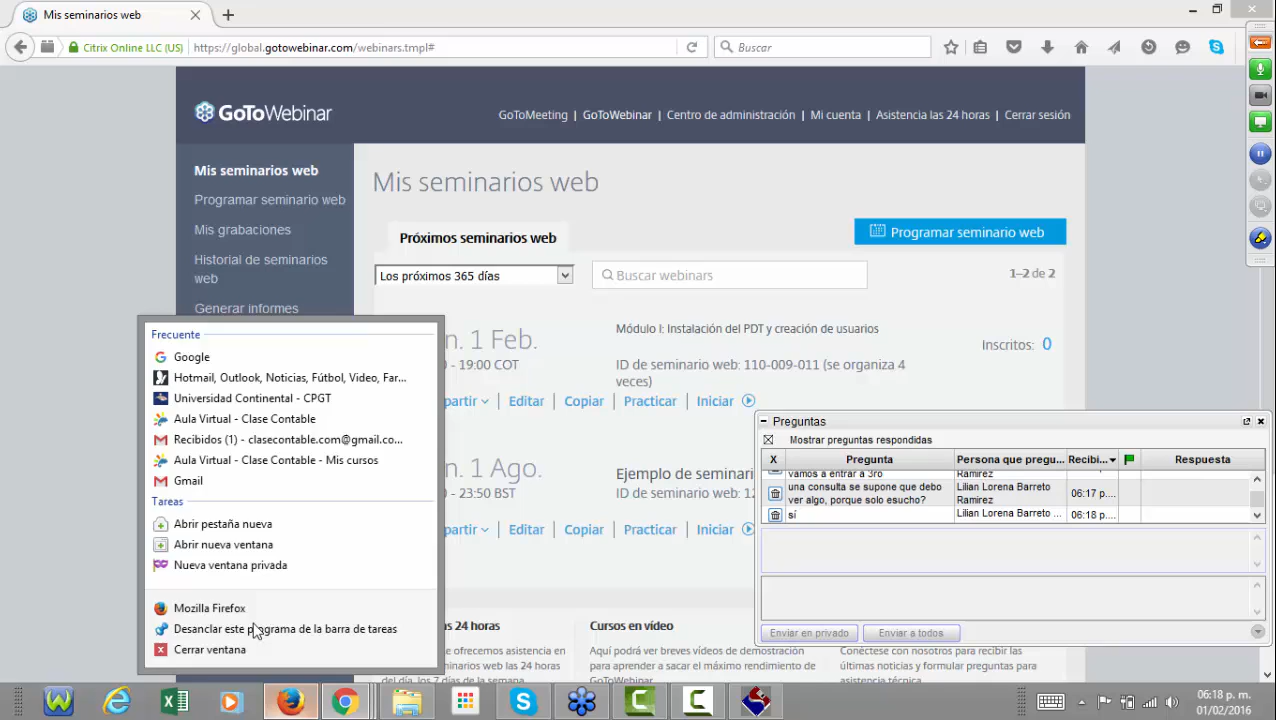 Mis seminarios web
Citrix Online LLC (US)
https://global.gotowebinar.com/webinars.tmpl#
Buscar
GoToWebinar
GoToMeeting | GoToWebinar | Centro de administración | Mi cuenta | Asistencia las 24 horas | Cerrar sesión
Mis seminarios web
Programar seminario web
Mis grabaciones
Historial de seminarios
web
Generar informes
Mis seminarios web
Próximos seminarios web
Programar seminario web
Los próximos 365 días
Buscar webinars
1–2 de 2
n. 1 Feb.
- 19:00 COT
Módulo I: Instalación del PDT y creación de usuarios
ID de seminario web: 110-009-011 (se organiza 4
veces)
Inscritos: 0
partir | Editar | Copiar | Practicar | Iniciar
n. 1 Ago.
- 23:50 BST
Ejemplo de seminari
ID de seminario web: 12
partir | Editar | Copiar | Practicar | Iniciar
s 24 horas
ecemos asistencia en
seminarios web las 24 horas
del día, los 7 días de la semana
Cursos en vídeo
Aquí podrá ver breves vídeos de demostración
para aprender a sacar el máximo rendimiento de
GoToWebinar
Conéctese con nosotros para recibir las
últimas noticias y formular preguntas para
asistencia técnica
Frecuente
Google
Hotmail, Outlook, Noticias, Fútbol, Video, Far...
Universidad Continental - CPGT
Aula Virtual - Clase Contable
Recibidos (1) - clasecontable.com@gmail.co...
Aula Virtual - Clase Contable - Mis cursos
Gmail
Tareas
Abrir pestaña nueva
Abrir nueva ventana
Nueva ventana privada
Mozilla Firefox
Desanclar este programa de la barra de tareas
Cerrar ventana
Preguntas
Mostrar preguntas respondidas
X Pregunta Persona que pregu... Recibi... Respuesta
vamos a entrar a 3ro Ramirez
una consulta se supone que debo
ver algo, porque solo esucho?
Lilian Lorena Barreto
Ramirez
06:17 p....
sí Lilian Lorena Barreto ... 06:18 p....
Enviar en privado
Enviar a todos
06:18 p. m.
01/02/2016